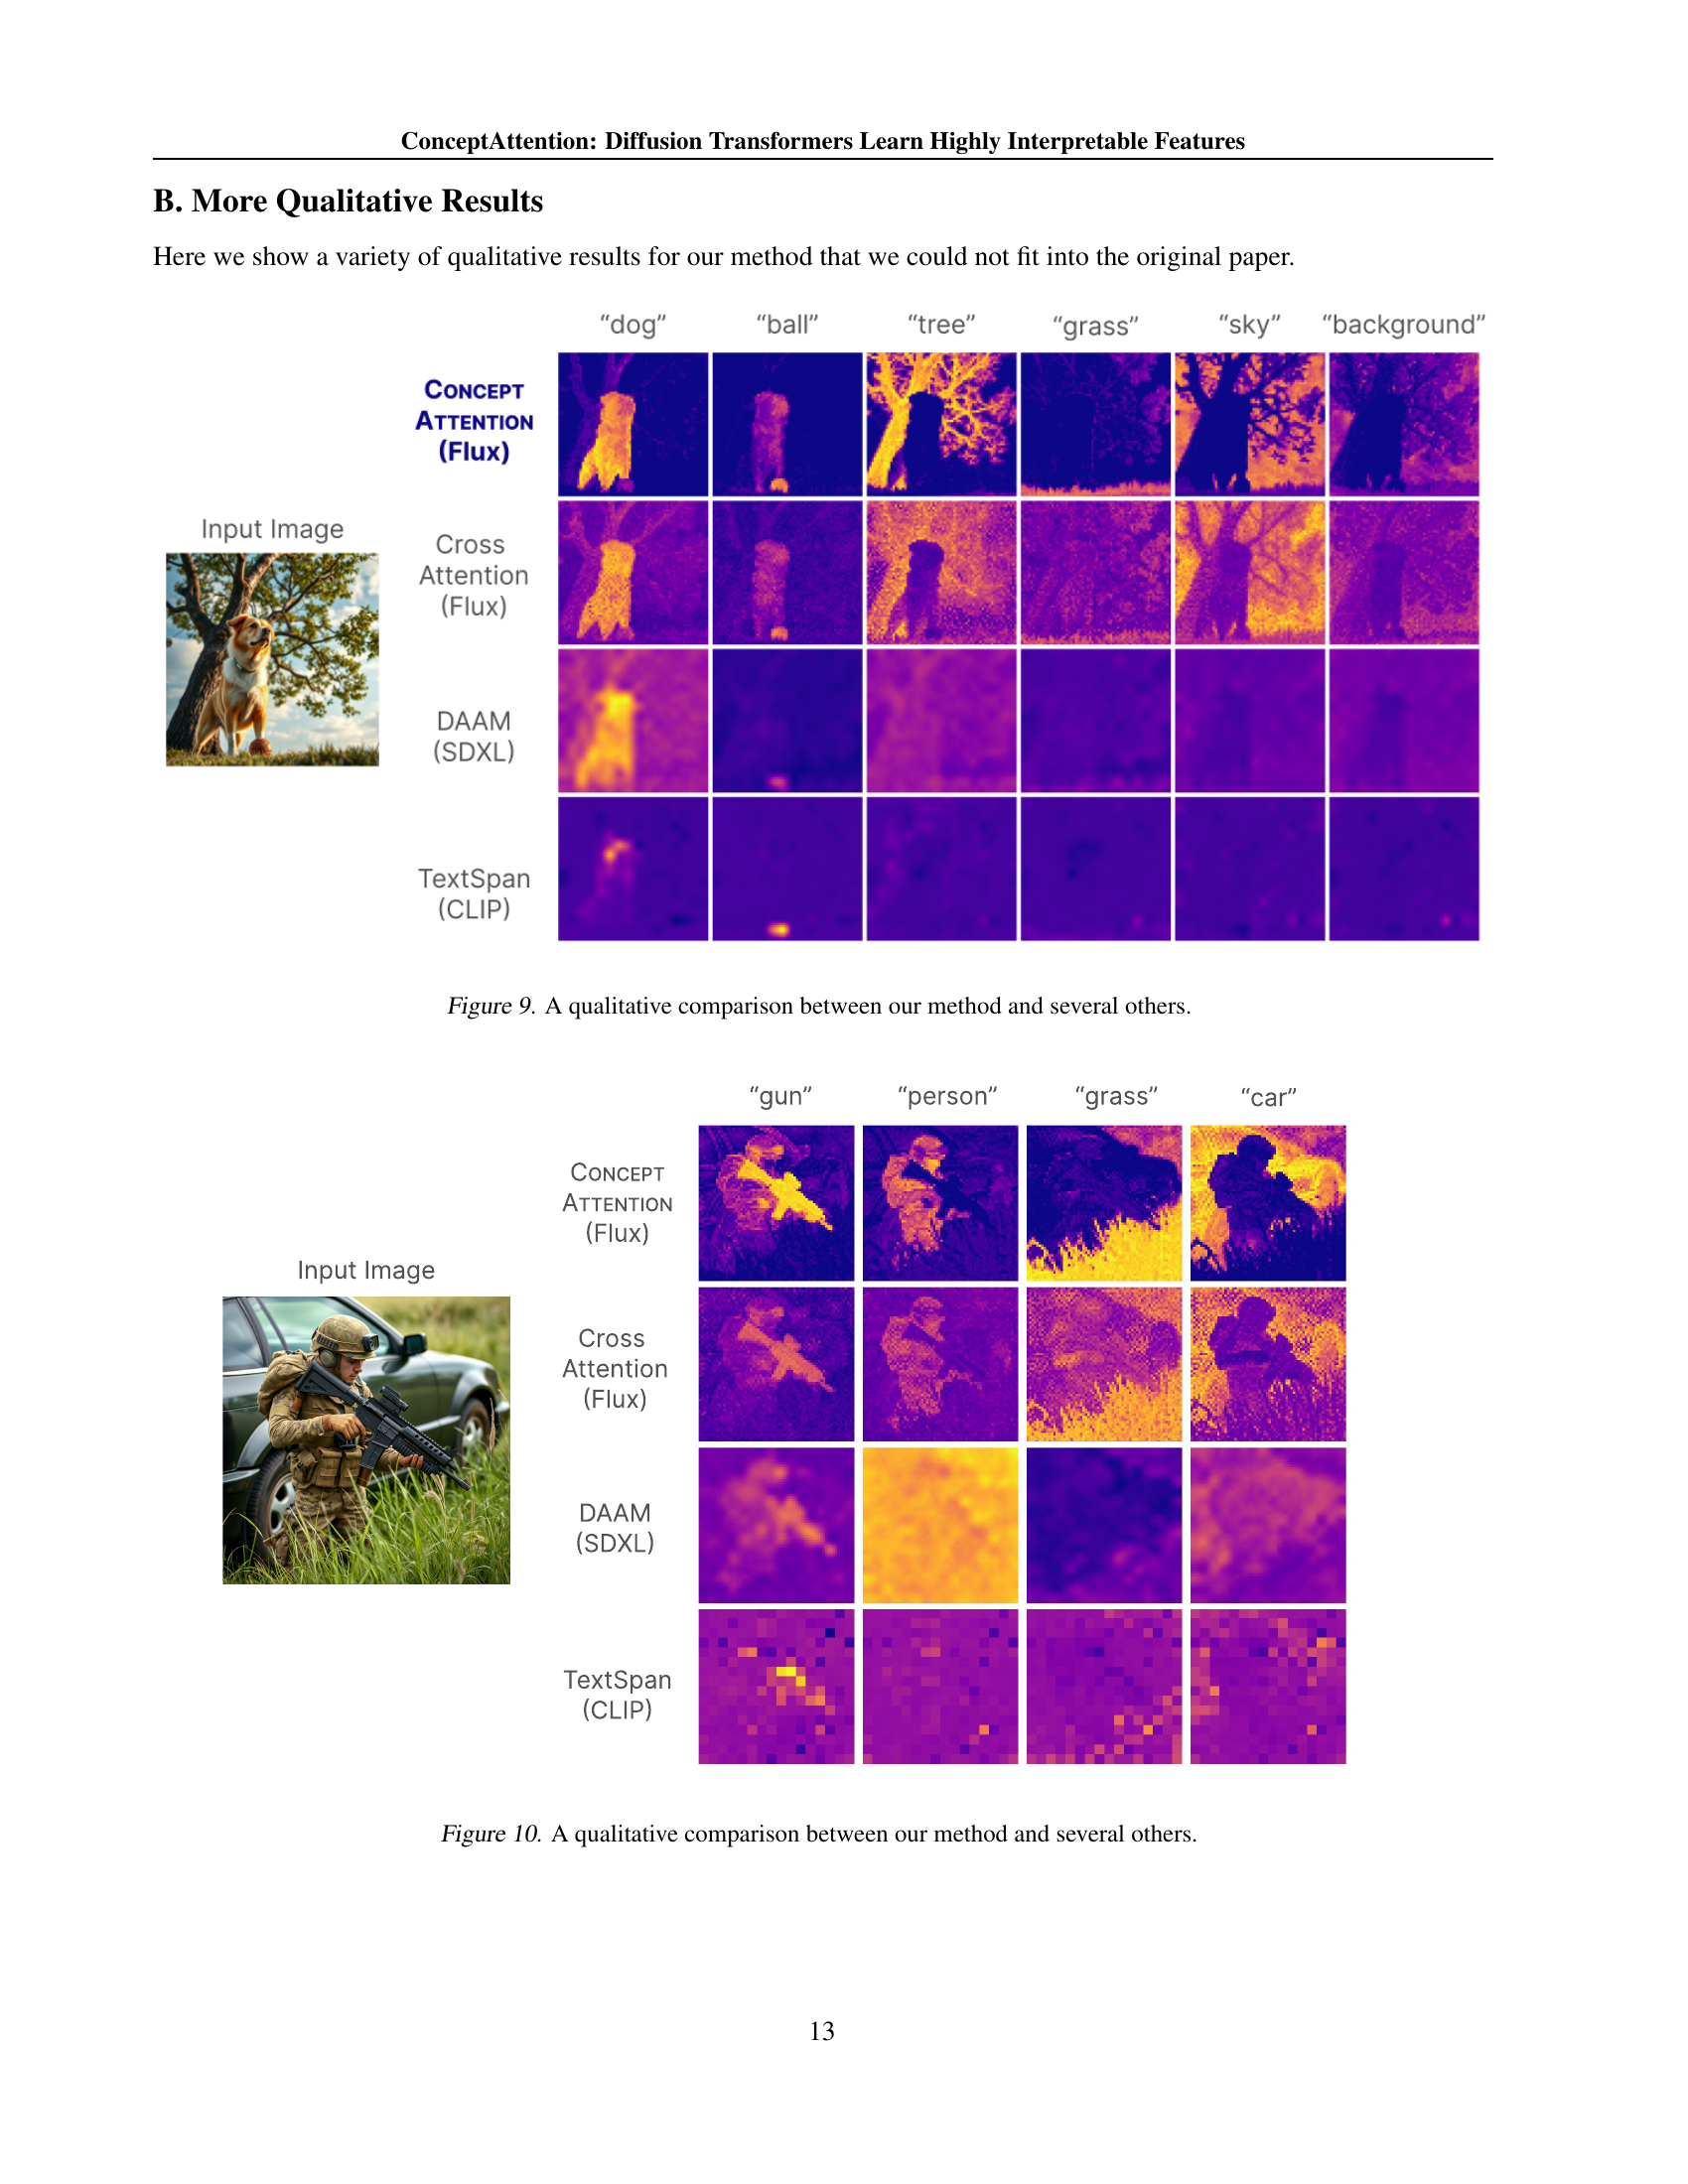 ConceptAttention: Diffusion Transformers Learn Highly Interpretable Features
B. More Qualitative Results
Here we show a variety of qualitative results for our method that we could not fit into the original paper.
“dog” “ball” “tree” “grass” “sky” “background”
CONCEPT
ATTENTION
(Flux)
Input Image
Cross
Attention
(Flux)
DAAM
(SDXL)
TextSpan
(CLIP)
Figure 9. A qualitative comparison between our method and several others.
“gun” “person” “grass” “car”
CONCEPT
ATTENTION
(Flux)
Input Image
Cross
Attention
(Flux)
DAAM
(SDXL)
TextSpan
(CLIP)
Figure 10. A qualitative comparison between our method and several others.
13